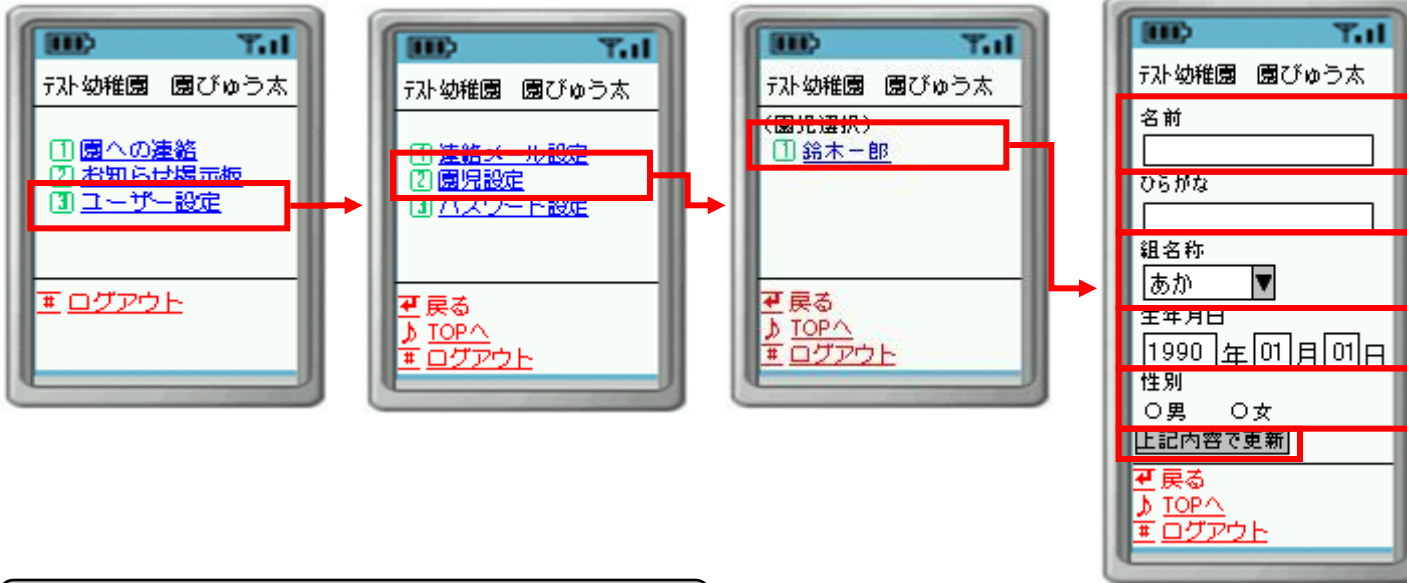 テスト幼稚園 園びゅう太
1 園への連絡
2 お知らせ掲示板
3 ユーザー設定
# ログアウト
テスト幼稚園 園びゅう太
1 連絡メール設定
2 園児設定
3 パスワード設定
戻る
♪ TOPへ
# ログアウト
テスト幼稚園 園びゅう太
(園児選択)
1 鈴木一郎
戻る
♪ TOPへ
# ログアウト
テスト幼稚園 園びゅう太
名前
ひらがな
組名称
あか ▼
生年月日
1990 年 01 月 01 日
性別
○男 ○女
上記内容で更新
戻る
♪ TOPへ
# ログアウト